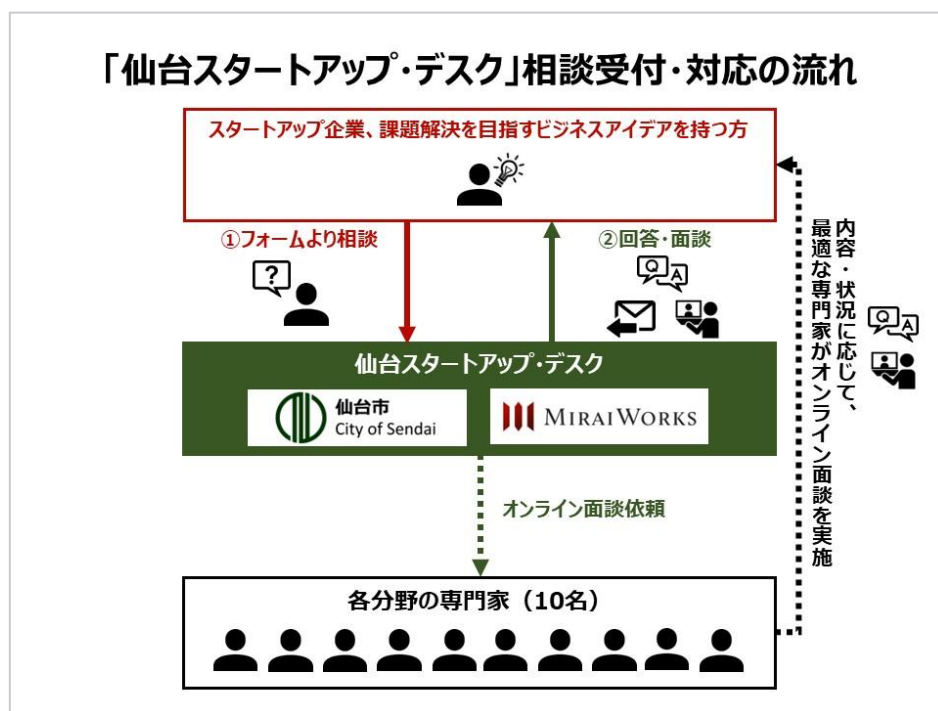 「仙台スタートアップ・デスク」相談受付・対応の流れ
スタートアップ企業、課題解決を目指すビジネスアイデアを持つ方
①フォームより相談
②回答・面談
?
Q A
仙台スタートアップ・デスク
仙台市
City of Sendai
MIRAIWORKS
オンライン面談依頼
内容・状況に応じて、
最適な専門家がオンライン面談を実施
Q A
各分野の専門家（10名）